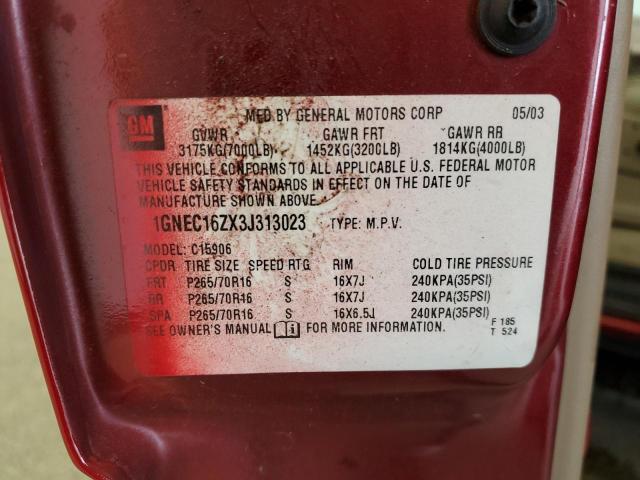 GM
MFD BY GENERAL MOTORS CORP 05/03
GVWR GAWR FRT GAWR RR
3175KG(7000LB) 1452KG(3200LB) 1814KG(4000LB)
THIS VEHICLE CONFORMS TO ALL APPLICABLE U.S. FEDERAL MOTOR
VEHICLE SAFETY STANDARDS IN EFFECT ON THE DATE OF
MANUFACTURE SHOWN ABOVE.
1GNEC16ZX3J313023 TYPE: M.P.V.
MODEL: C15906
CPDR TIRE SIZE SPEED RTG RIM COLD TIRE PRESSURE
FRT P265/70R16 S 16X7J 240KPA(35PSI)
RR P265/70R16 S 16X7J 240KPA(35PSI)
SPA P265/70R16 S 16X6.5J 240KPA(35PSI)
SEE OWNER'S MANUAL FOR MORE INFORMATION.
F 185
T 524